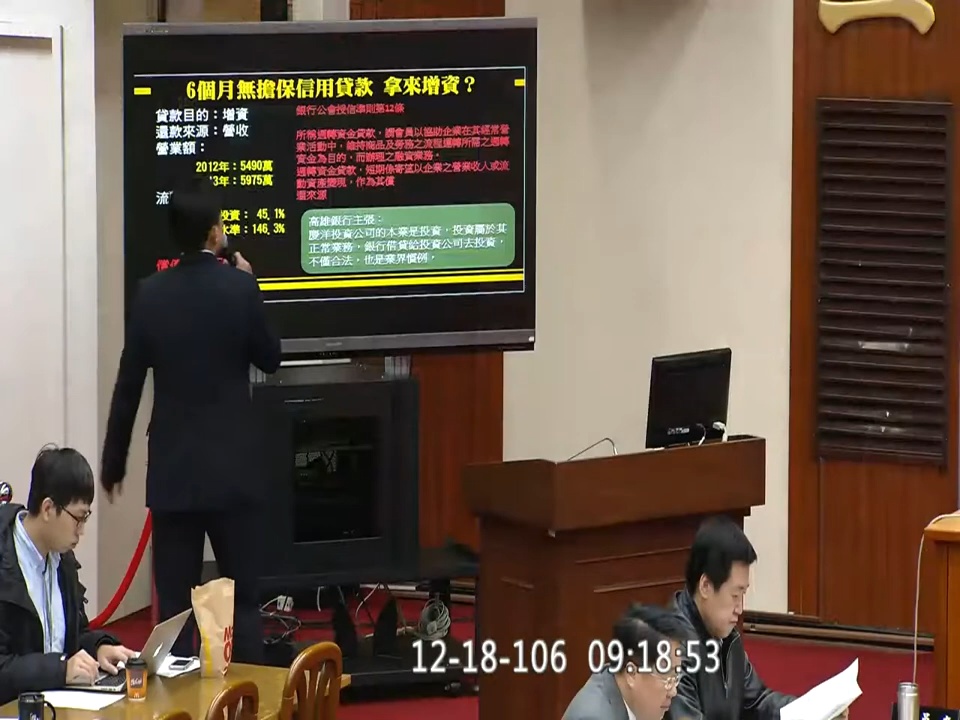 6個月無擔保信用貸款 拿來增資？
貸款目的：增資
還款來源：營收
營業額：
2012年：5490萬
3年：5975萬
流
投資： 45.1%
水準：146.3%
銀行公會授信準則第12條
所稱週轉資金貸款，謂會員以協助企業在其經常營
業活動中，維持商品及勞務之流程運轉所需之週轉
資金為目的，而辦理之融資業務。
週轉資金貸款，短期係寄望以企業之營業收入或流
動資產變現，作為其償
還來源
高雄銀行主張：
慶洋投資公司的本業是投資，投資屬於其
正常業務，銀行借貸給投資公司去投資，
不僅合法，也是業界慣例。
12-18-106 09:18:53